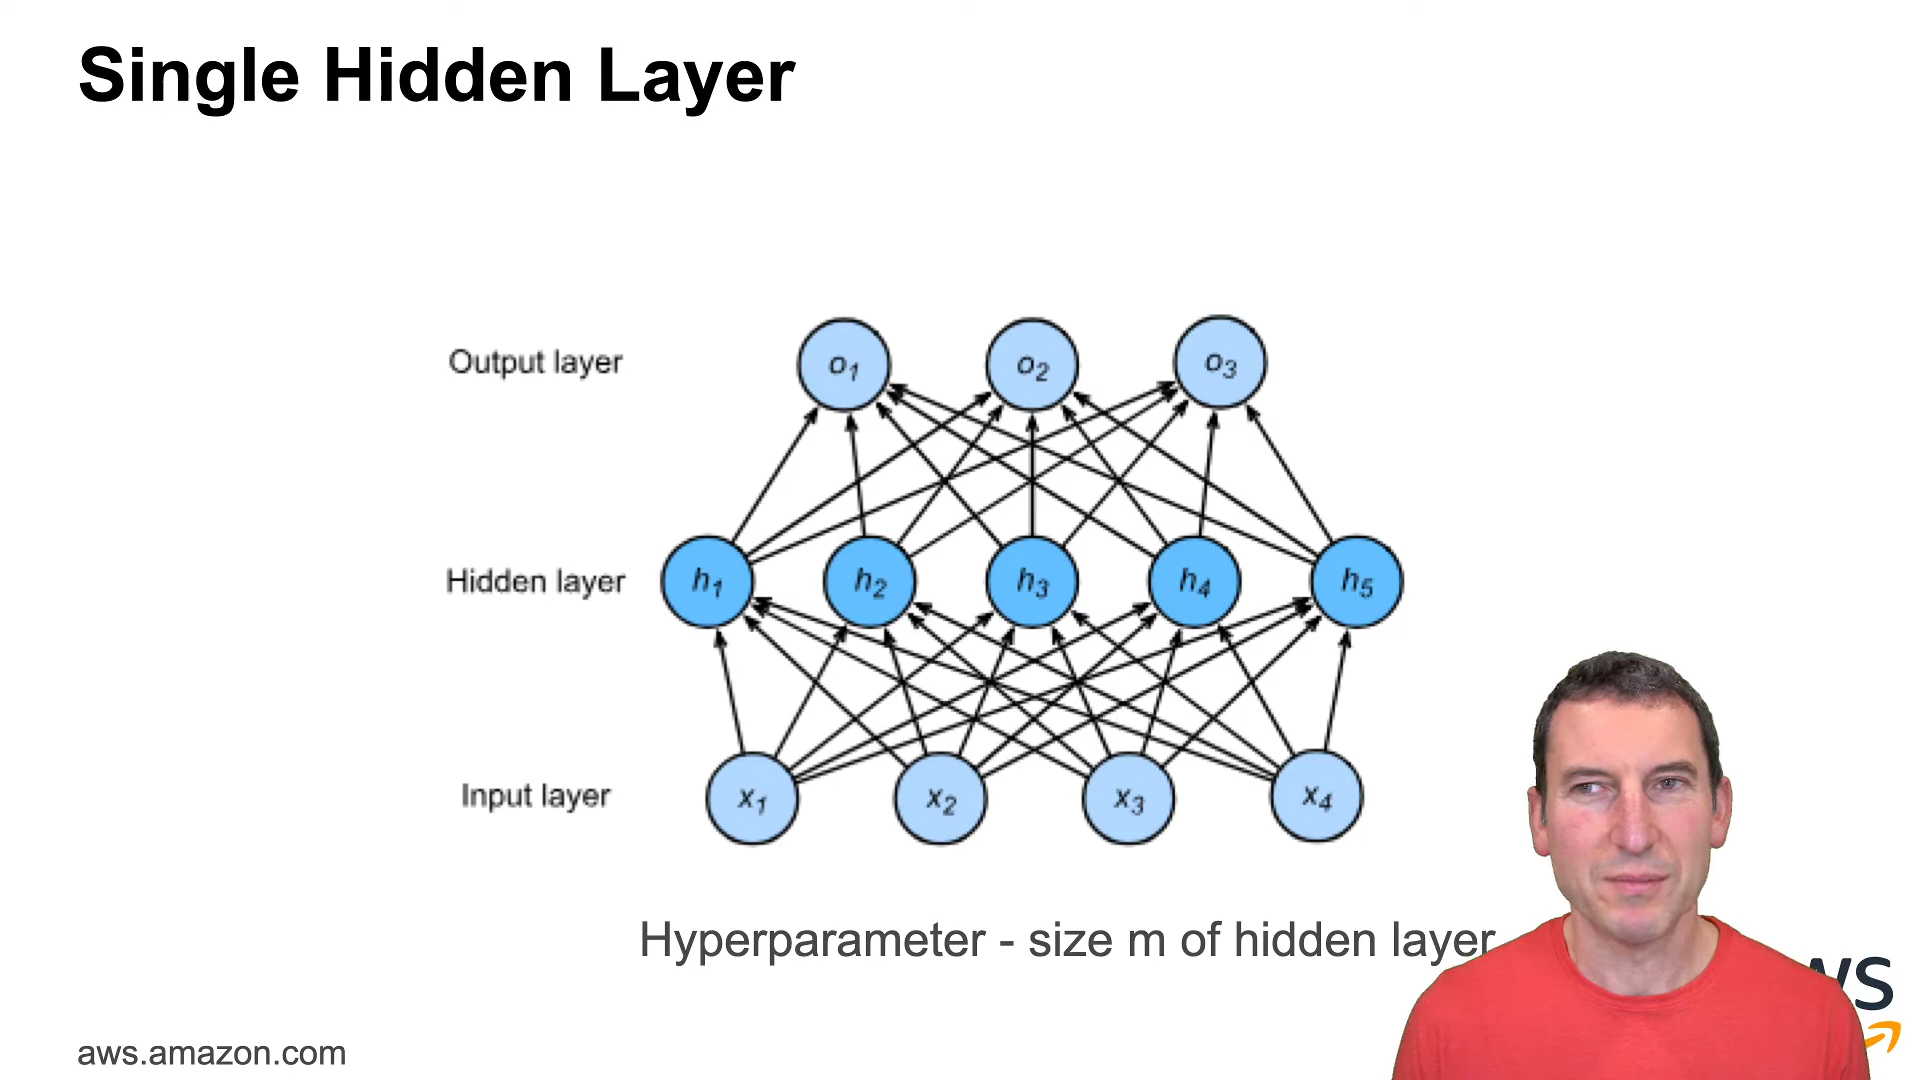 Single Hidden Layer
Output layer
o1 o2 o3
Hidden layer
h1 h2 h3 h4 h5
Input layer
x1 x2 x3 x4
Hyperparameter - size m of hidden layer
aws.amazon.com